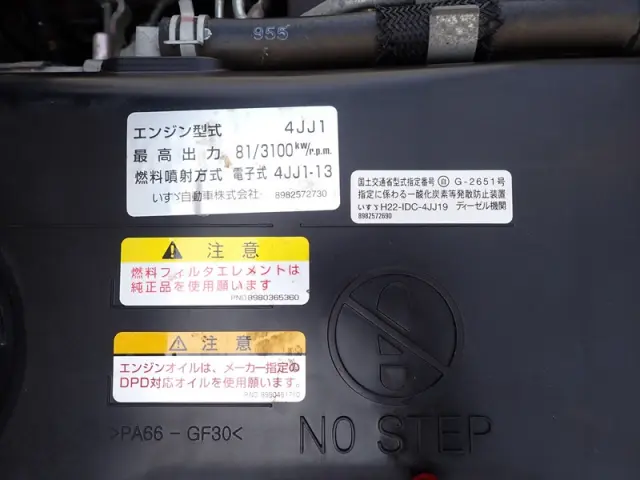 955
エンジン型式 4JJ1
最高出力 81/3100kW/r.p.m.
燃料噴射方式 電子式 4JJ1-13
いすゞ自動車株式会社 8982572730
国土交通省型式指定番号 自 G-2651号
指定に係わる一酸化炭素等発散防止装置
いすゞH22-IDC-4JJ19 ディーゼル機関
8982572690
注意
燃料フィルタエレメントは
純正品を使用願います
PNO.8980365360
注意
エンジンオイルは、メーカー指定の
DPD対応オイルを使用願います。
>PA66-GF30<
NO STEP